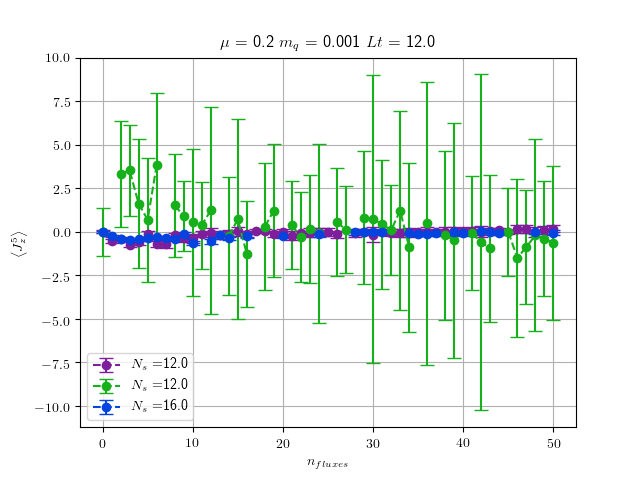 μ = 0.2 m_q = 0.001 Lt = 12.0
10.0
7.5
5.0
2.5
0.0
−2.5
−5.0
−7.5
−10.0
⟨J_z^5⟩
N_s =12.0
N_s =12.0
N_s =16.0
0 10 20 30 40 50
n_{fluxes}